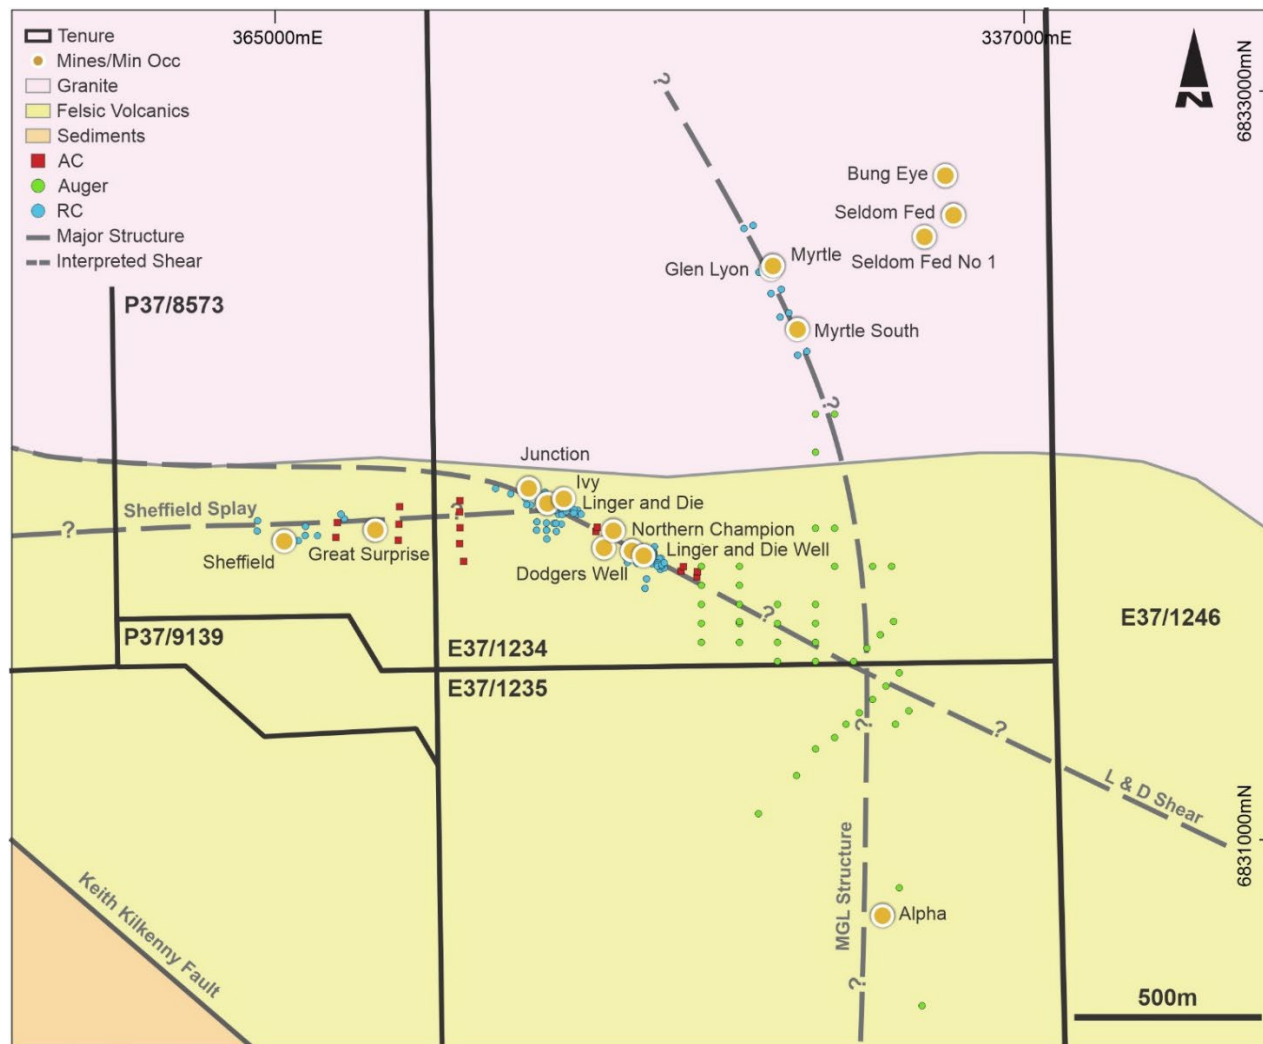 365000mE
337000mE
Tenure
Mines/Min Occ
Granite
Felsic Volcanics
Sediments
AC
Auger
RC
Major Structure
Interpreted Shear
N
6833000mN
?
Bung Eye
Seldom Fed
Seldom Fed No 1
Myrtle
Glen Lyon
P37/8573
Myrtle South
?
Junction
Ivy
Linger and Die
Sheffield Splay
?
?
Northern Champion
Sheffield
Great Surprise
Linger and Die Well
Dodgers Well
?
P37/9139
E37/1234
E37/1246
E37/1235
?
?
L & D Shear
6831000mN
MGL Structure
Keith Kilkenny Fault
Alpha
?
500m